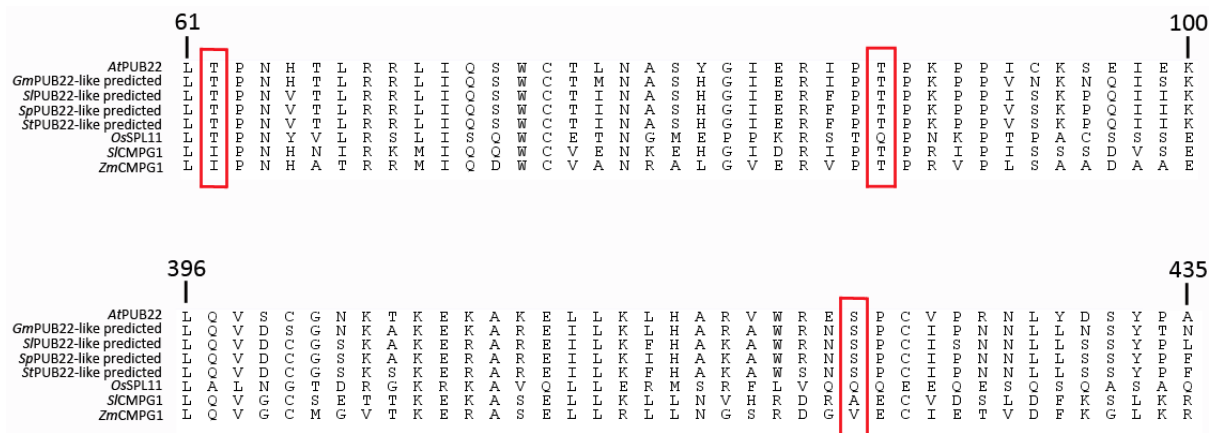 61 100
AtPUB22 L T P N H T L R R L I Q S W C T L N A S Y G I E R I P T P K P P I C K S E I E K
GmPUB22-like predicted L T P N H T M R R L I Q S W C T M N A S H G I E R I P T P K P P V N K N Q I S K
SlPUB22-like predicted L T P N V T L R R L I Q S W C T I N A S H G I E R F P T P K P P I S K P Q I I K
SpPUB22-like predicted L T P N V T L R R L I Q S W C T I N A S H G I E R F P T P K P P V S K P Q I I K
StPUB22-like predicted L T P N V T L R R L I Q S W C T I N A S H G I E R F P T P K P P V S K P Q I I K
OsSPL11 L T P N Y V L R S L I S Q W C E T N G M E P P K R S T Q P N K P T P A C S S S E
SlCMPG1 L I P N H N I R K M I Q Q W C V E N K E H G I D R I P T P R I P I S S S D V S E
ZmCMPG1 L I P N H A T R R M I Q D W C V A N R A L G V E R V P T P R V P L S A A D A A E
396 435
AtPUB22 L Q V S C G N K T K E K A K E L L K L H A R V W R E S P C V P R N L Y D S Y P A
GmPUB22-like predicted L Q V D S G N K A K E K A R E I L K L H A R A W R N S P C I P N N L L N S Y T N
SlPUB22-like predicted L Q V D C G S K A K E R A R E I L K L H A K A W R N S P C I P N N L L S S Y P L
SpPUB22-like predicted L Q V D C G S K A K E R A R E I L K I H A K A W R N S P C I P N N L L S S Y P F
StPUB22-like predicted L Q V D C G S K S K E R A R E I L K F H A K A W S N S P C I P N N L L S S Y P F
OsSPL11 L A L N G T D R G K R K A V Q L L E R M S R F L V Q Q Q E E Q E S Q S Q A S A Q
SlCMPG1 L Q V G C S E T T K E R A S E L L K L L N V H R D R A E C V D S L D F K S L K R
ZmCMPG1 L Q V G C M G V T K E R A S E L L R L L N G S R D G V E C I E T V D F K G L K R